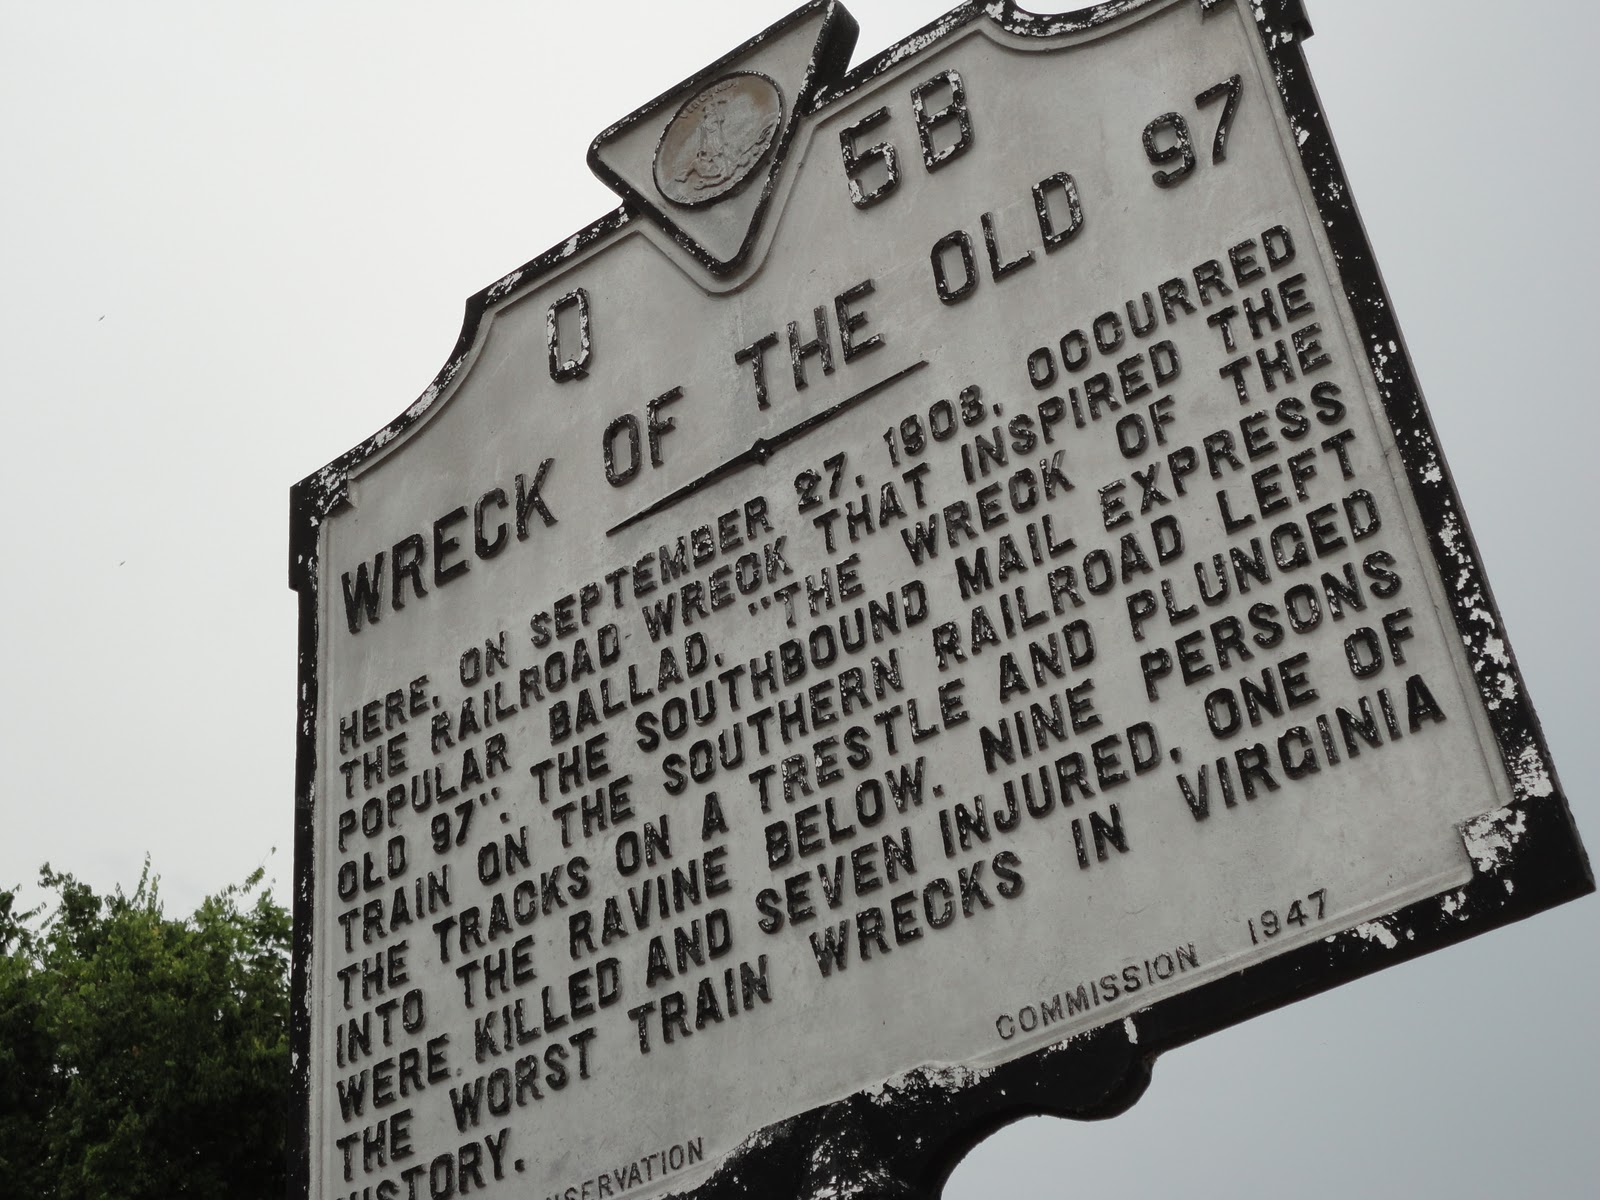 Q 5B
WRECK OF THE OLD 97
HERE, ON SEPTEMBER 27, 1903, OCCURRED
THE RAILROAD WRECK THAT INSPIRED THE
POPULAR BALLAD, "THE WRECK OF THE
OLD 97". THE SOUTHBOUND MAIL EXPRESS
TRAIN ON THE SOUTHERN RAILROAD LEFT
THE TRACKS ON A TRESTLE AND PLUNGED
INTO THE RAVINE BELOW. NINE PERSONS
WERE KILLED AND SEVEN INJURED, ONE OF
THE WORST TRAIN WRECKS IN VIRGINIA
HISTORY.
NSERVATION COMMISSION 1947